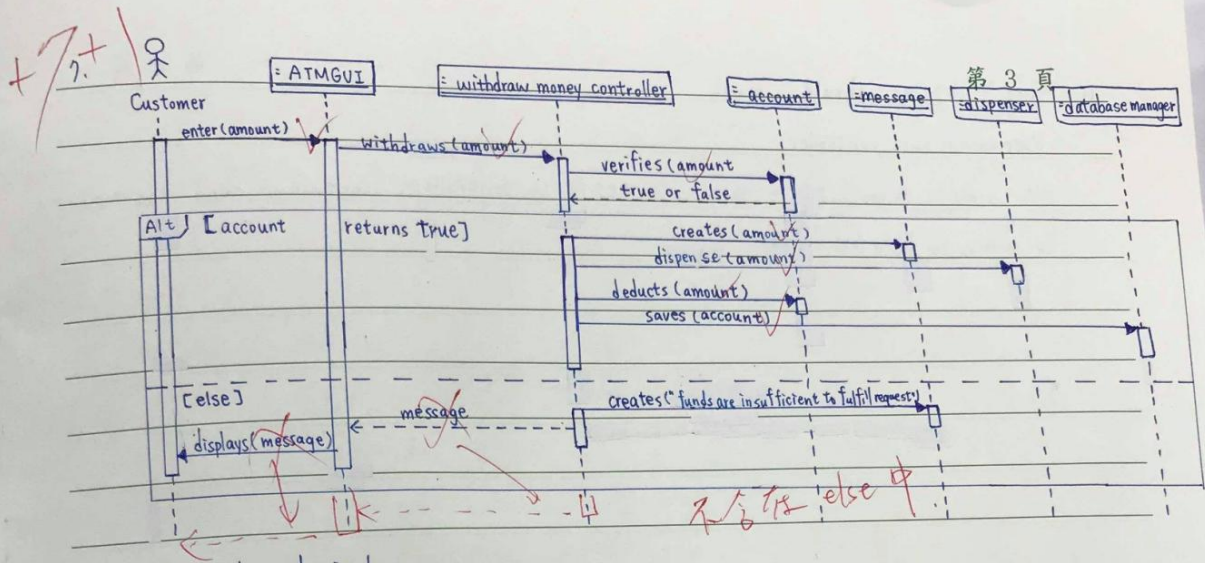 +7
7. +1
第 3 頁
Customer
: ATMGUI
: withdraw money controller
: account
:message
:dispenser
:database manager
enter(amount)
withdraws(amount)
verifies(amount
true or false
Alt [account returns true]
creates(amount)
dispense(amount)
deducts(amount)
saves(account)
[else]
creates("funds are insufficient to fulfill request")
message
displays(message)
不含在 else 中